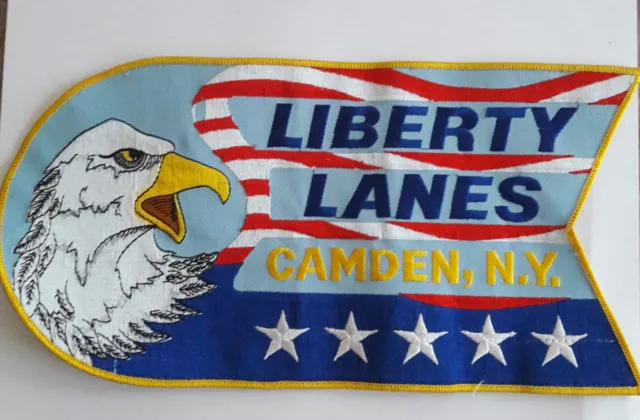 LIBERTY
LANES
CAMDEN, N.Y.